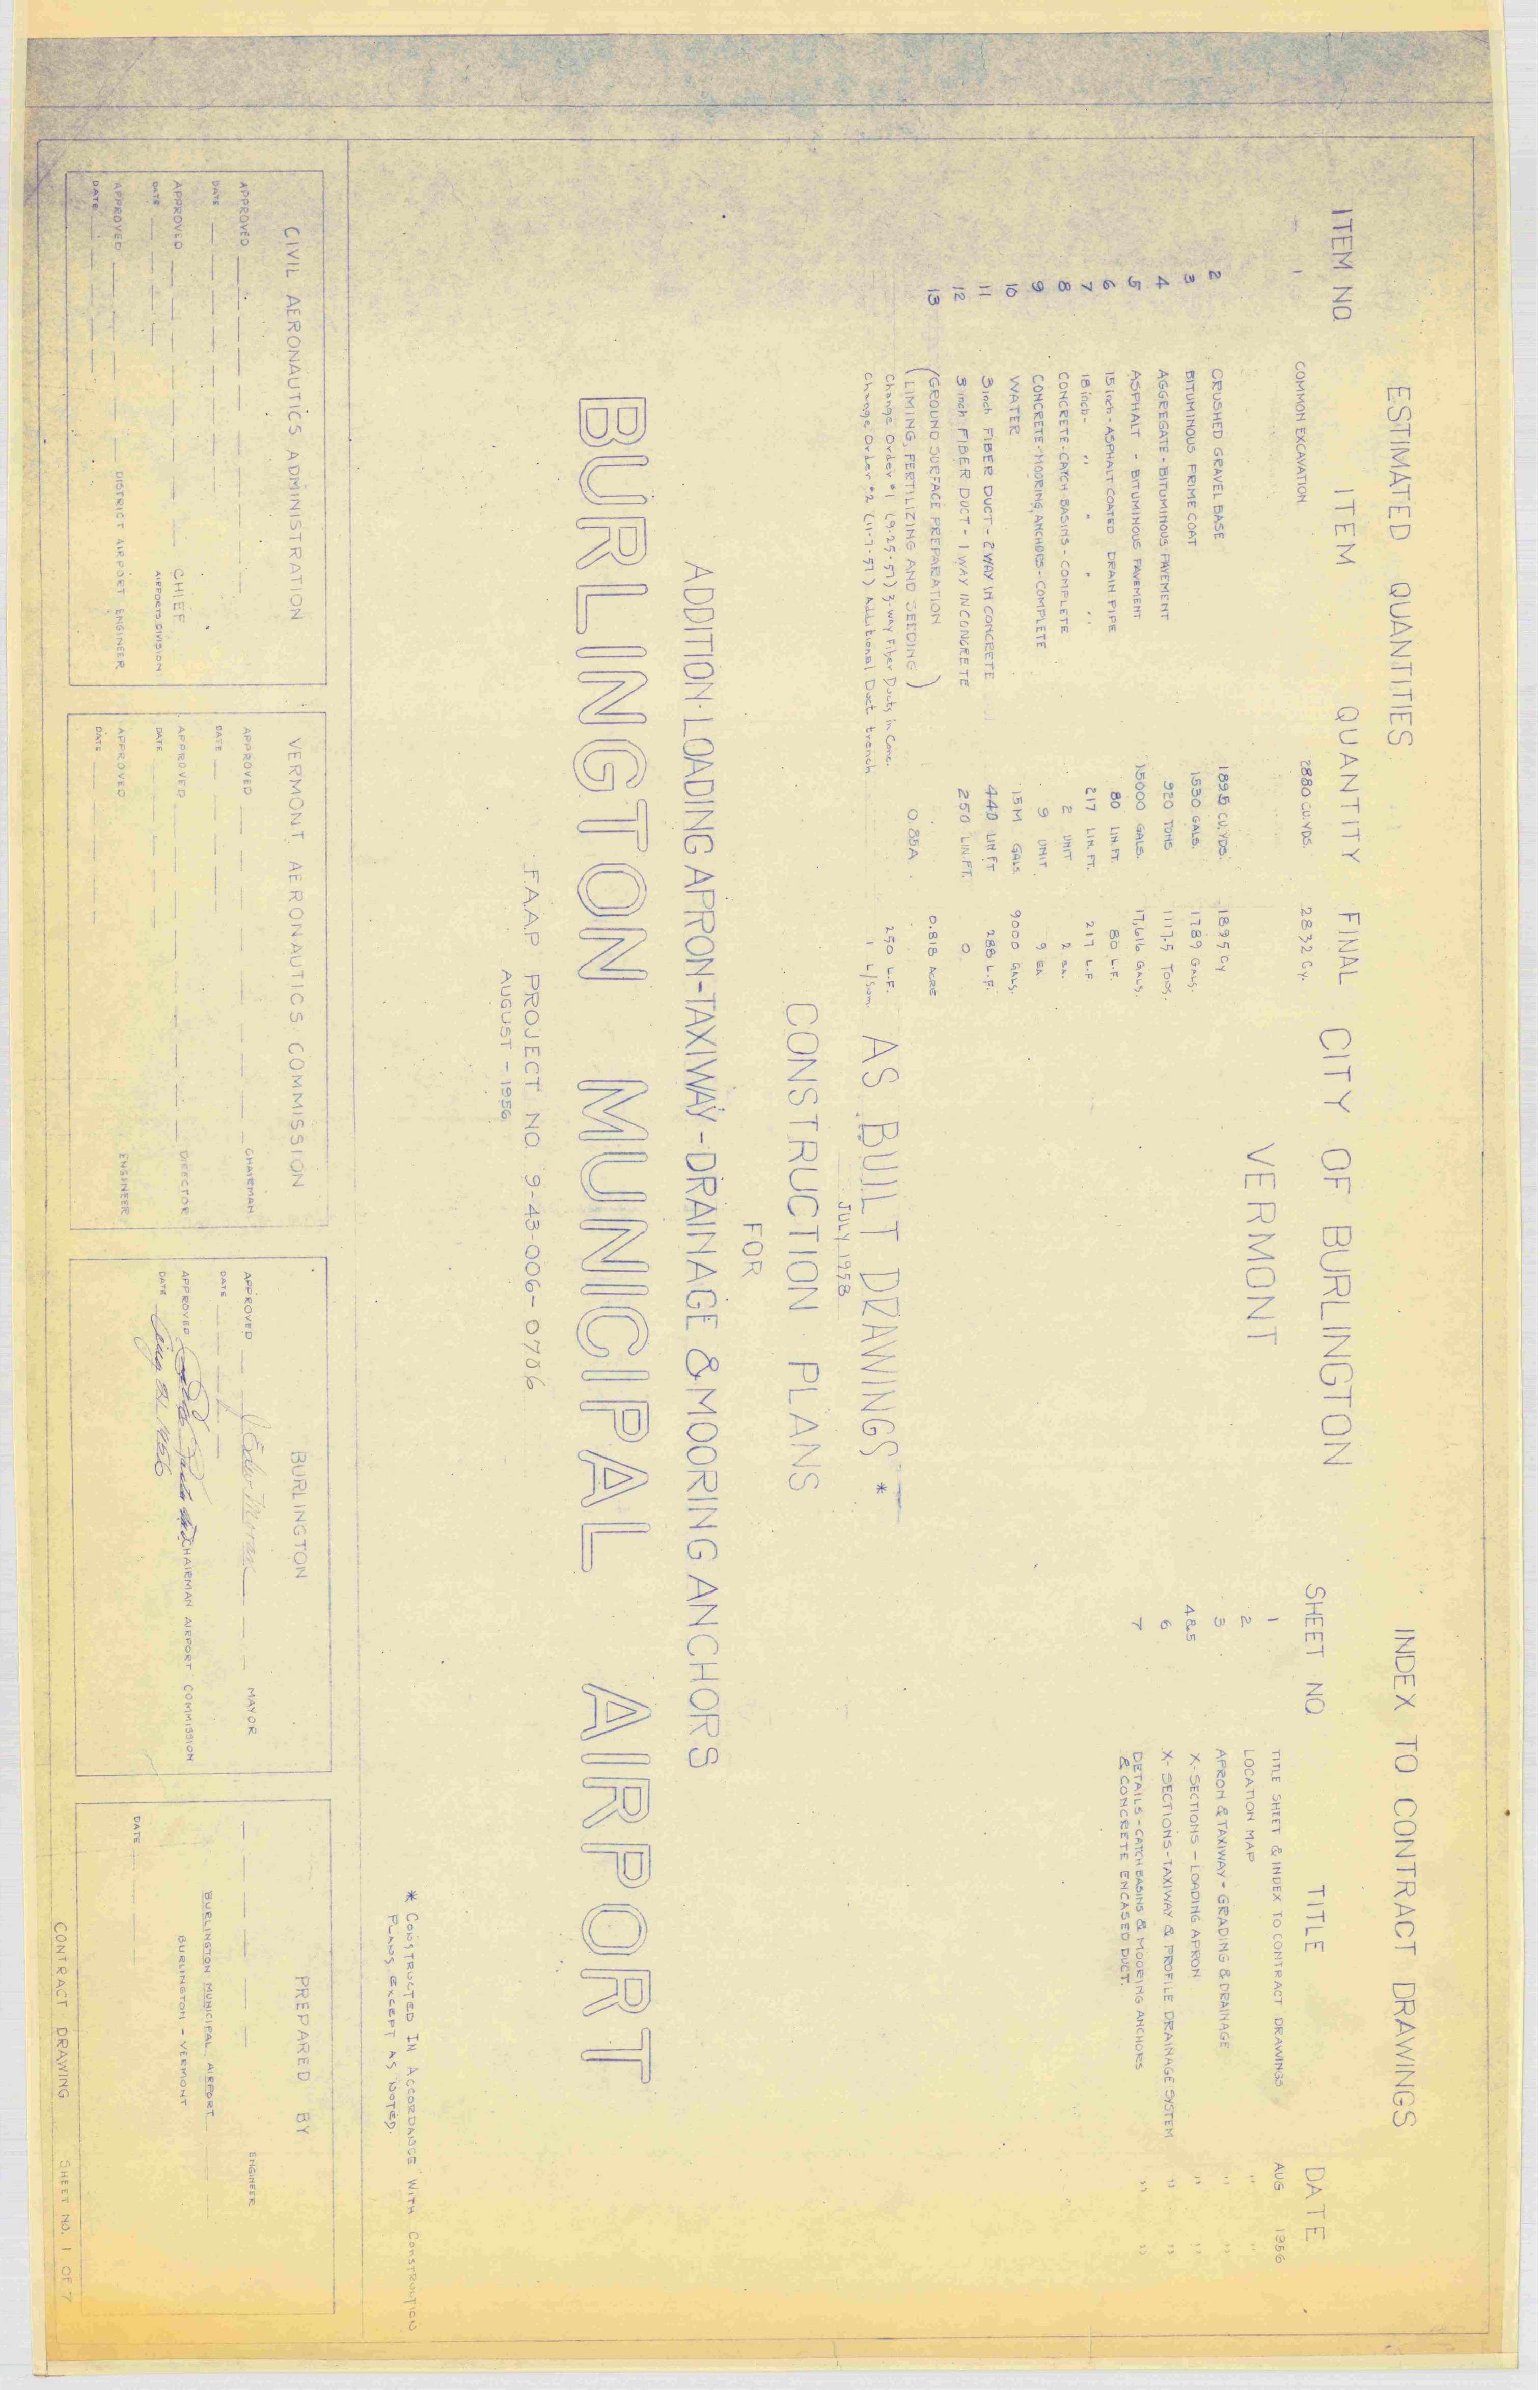 ESTIMATED QUANTITIES
ITEM NO. ITEM QUANTITY FINAL
1 COMMON EXCAVATION 2880 CU.YDS. 2832 Cy.
2 CRUSHED GRAVEL BASE 1895 CU.YDS. 1895 Cy
3 BITUMINOUS PRIME COAT 1530 GALS. 1789 GALS.
4 AGGREGATE - BITUMINOUS PAVEMENT 920 TONS 1117.5 TONS.
5 ASPHALT - BITUMINOUS PAVEMENT 15000 GALS. 17,616 GALS.
6 15 inch - ASPHALT COATED DRAIN PIPE 80 LIN.FT. 80 L.F.
7 18 inch - " " " " 217 LIN.FT. 217 L.F
8 CONCRETE - CATCH BASINS - COMPLETE 2 UNIT 2 EA.
9 CONCRETE - MOORING ANCHORS - COMPLETE 9 UNIT 9 EA.
10 WATER 15M GALS. 9000 GALS.
11 3 inch FIBER DUCT - 2 WAY IN CONCRETE 440 LIN FT 288 L.F.
12 3 inch FIBER DUCT - 1 WAY IN CONCRETE 250 LIN.FT. 0
13 (GROUND SURFACE PREPARATION 0.818 ACRE
(LIMING, FERTILIZING AND SEEDING) 0.85A
Change Order #1 (9-25-57) 3-way Fiber Ducts in Conc. 250 L.F.
Change Order #2 (11-7-57) Additional Duct trench 1 L/Sum
CITY OF BURLINGTON
VERMONT
INDEX TO CONTRACT DRAWINGS
SHEET NO. TITLE DATE
1 TITLE SHEET & INDEX TO CONTRACT DRAWINGS AUG 1956
2 LOCATION MAP " "
3 APRON & TAXIWAY - GRADING & DRAINAGE " "
4&5 X-SECTIONS - LOADING APRON " "
6 X-SECTIONS - TAXIWAY & PROFILE DRAINAGE SYSTEM " "
7 DETAILS - CATCH BASINS & MOORING ANCHORS " "
& CONCRETE ENCASED DUCT.
AS BUILT DRAWINGS *
JULY 1958
CONSTRUCTION PLANS
FOR
ADDITION-LOADING APRON-TAXIWAY-DRAINAGE & MOORING ANCHORS
BURLINGTON MUNICIPAL AIRPORT
F.A.A.P. PROJECT NO. 9-43-006-0706
AUGUST - 1956
* CONSTRUCTED IN ACCORDANCE WITH CONSTRUCTION
PLANS EXCEPT AS NOTED.
CIVIL AERONAUTICS ADMINISTRATION
APPROVED
DATE
APPROVED CHIEF
DATE AIRPORTS DIVISION
APPROVED DISTRICT AIRPORT ENGINEER
DATE
VERMONT AERONAUTICS COMMISSION
APPROVED CHAIRMAN
DATE
APPROVED DIRECTOR
DATE
APPROVED ENGINEER
DATE
BURLINGTON
APPROVED MAYOR
DATE
APPROVED CHAIRMAN AIRPORT COMMISSION
DATE 1956
PREPARED BY
ENGINEER
BURLINGTON MUNICIPAL AIRPORT
BURLINGTON - VERMONT
DATE
CONTRACT DRAWING SHEET NO. 1 OF 7